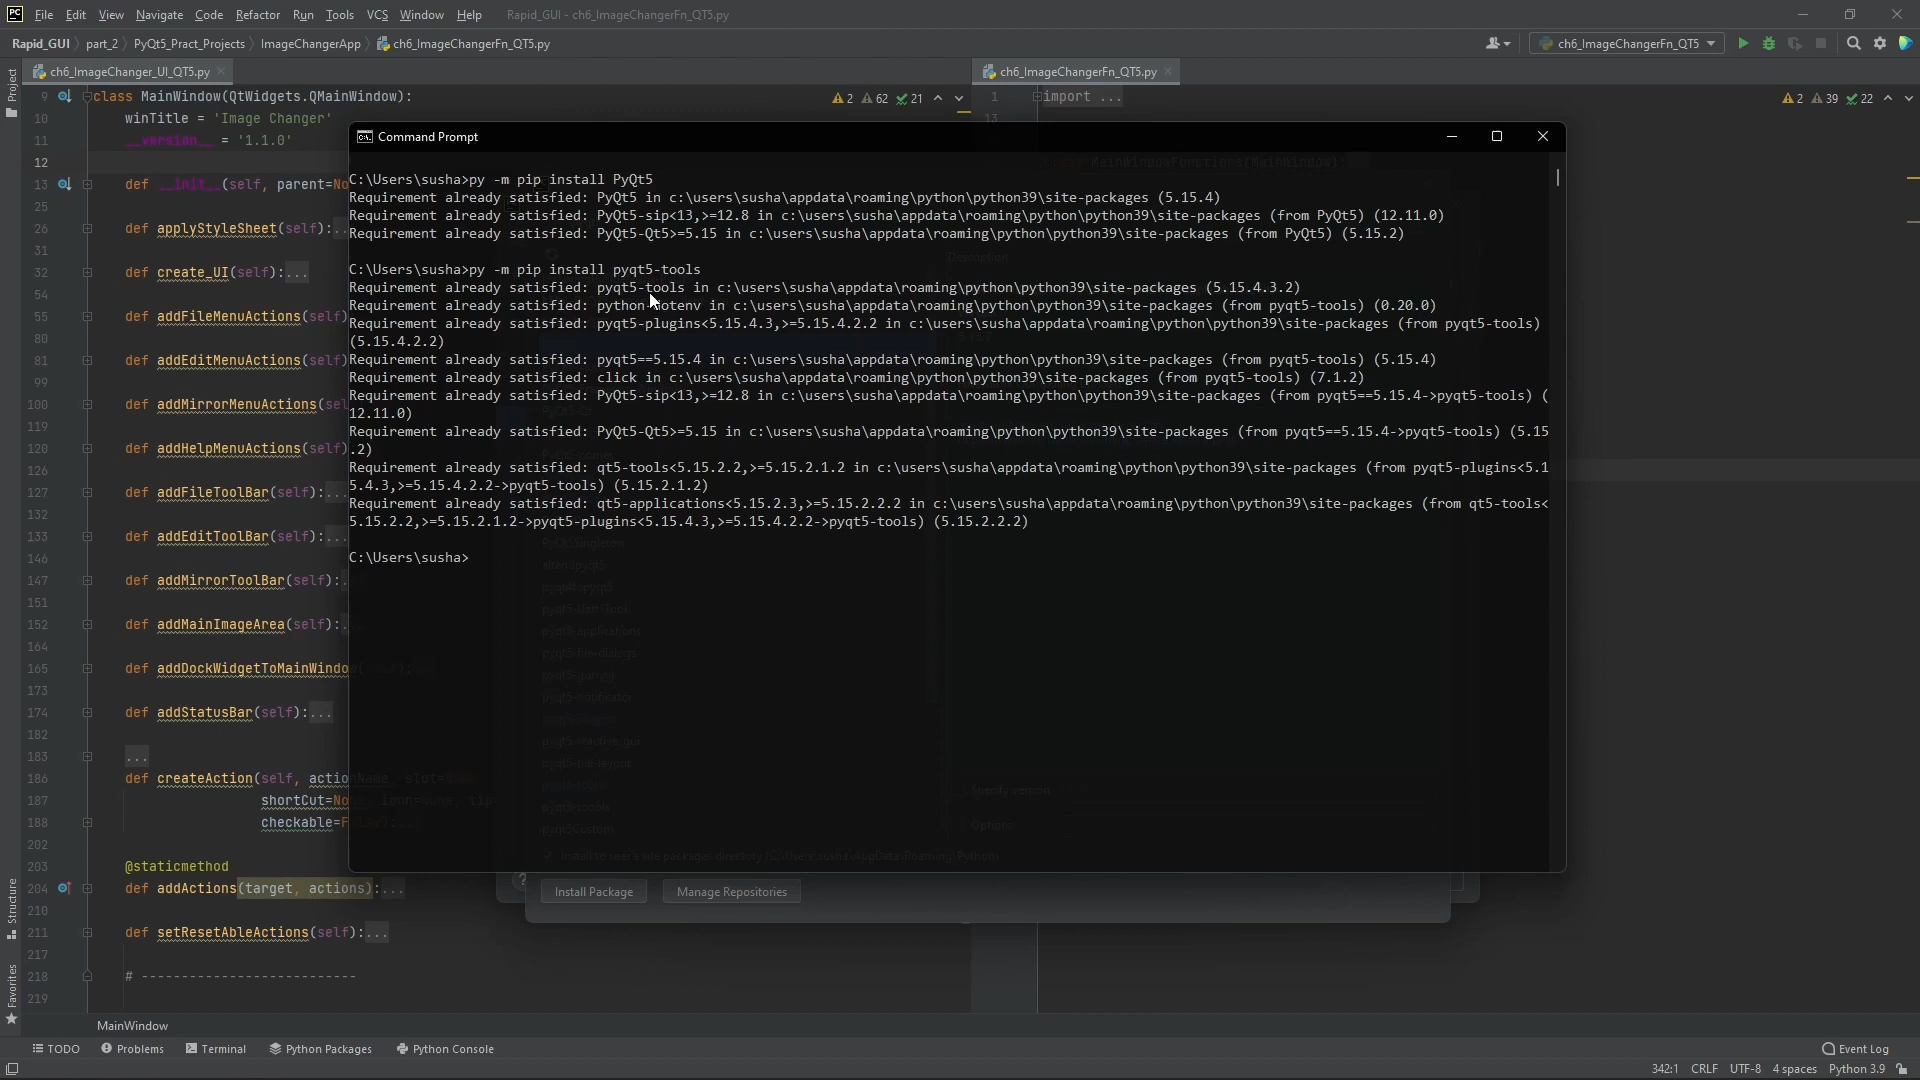 PC File Edit View Navigate Code Refactor Run Tools VCS Window Help Rapid_GUI - ch6_ImageChangerFn_QT5.py
Rapid_GUI part_2 PyQt5_Pract_Projects ImageChangerApp ch6_ImageChangerFn_QT5.py ch6_ImageChangerFn_QT5
Project
ch6_ImageChanger_UI_QT5.py ch6_ImageChangerFn_QT5.py
9 class MainWindow(QtWidgets.QMainWindow): 2 62 21 1 import ... 2 39 22
10 winTitle = 'Image Changer' 13
11 __version__ = '1.1.0'
12
13 def __init__(self, parent=No
25
26 def applyStyleSheet(self):...
31
32 def create_UI(self):...
54
55 def addFileMenuActions(self)
80
81 def addEditMenuActions(self)
99
100 def addMirrorMenuActions(sel
119
120 def addHelpMenuActions(self)
126
127 def addFileToolBar(self):...
132
133 def addEditToolBar(self):...
146
147 def addMirrorToolBar(self):.
151
152 def addMainImageArea(self):.
164
165 def addDockWidgetToMainWindow
173
174 def addStatusBar(self):...
182
183 ...
186 def createAction(self, actionName, slot=
187 shortCut=None, icon=None, tip=
188 checkable=False):...
202
203 @staticmethod
204 def addActions(target, actions):...
210
211 def setResetAbleActions(self):...
217
218 # ---------------------------
219
Command Prompt
C:\Users\susha>py -m pip install PyQt5
Requirement already satisfied: PyQt5 in c:\users\susha\appdata\roaming\python\python39\site-packages (5.15.4)
Requirement already satisfied: PyQt5-sip<13,>=12.8 in c:\users\susha\appdata\roaming\python\python39\site-packages (from PyQt5) (12.11.0)
Requirement already satisfied: PyQt5-Qt5>=5.15 in c:\users\susha\appdata\roaming\python\python39\site-packages (from PyQt5) (5.15.2)
C:\Users\susha>py -m pip install pyqt5-tools
Requirement already satisfied: pyqt5-tools in c:\users\susha\appdata\roaming\python\python39\site-packages (5.15.4.3.2)
Requirement already satisfied: python-dotenv in c:\users\susha\appdata\roaming\python\python39\site-packages (from pyqt5-tools) (0.20.0)
Requirement already satisfied: pyqt5-plugins<5.15.4.3,>=5.15.4.2.2 in c:\users\susha\appdata\roaming\python\python39\site-packages (from pyqt5-tools)
(5.15.4.2.2)
Requirement already satisfied: pyqt5==5.15.4 in c:\users\susha\appdata\roaming\python\python39\site-packages (from pyqt5-tools) (5.15.4)
Requirement already satisfied: click in c:\users\susha\appdata\roaming\python\python39\site-packages (from pyqt5-tools) (7.1.2)
Requirement already satisfied: PyQt5-sip<13,>=12.8 in c:\users\susha\appdata\roaming\python\python39\site-packages (from pyqt5==5.15.4->pyqt5-tools) (
12.11.0)
Requirement already satisfied: PyQt5-Qt5>=5.15 in c:\users\susha\appdata\roaming\python\python39\site-packages (from pyqt5==5.15.4->pyqt5-tools) (5.15
.2)
Requirement already satisfied: qt5-tools<5.15.2.2,>=5.15.2.1.2 in c:\users\susha\appdata\roaming\python\python39\site-packages (from pyqt5-plugins<5.1
5.4.3,>=5.15.4.2.2->pyqt5-tools) (5.15.2.1.2)
Requirement already satisfied: qt5-applications<5.15.2.3,>=5.15.2.2.2 in c:\users\susha\appdata\roaming\python\python39\site-packages (from qt5-tools<
5.15.2.2,>=5.15.2.1.2->pyqt5-plugins<5.15.4.3,>=5.15.4.2.2->pyqt5-tools) (5.15.2.2.2)
C:\Users\susha>
Description
Specify version
Options
Install Package Manage Repositories
Structure
Favorites
MainWindow
TODO Problems Terminal Python Packages Python Console Event Log
342:1 CRLF UTF-8 4 spaces Python 3.9